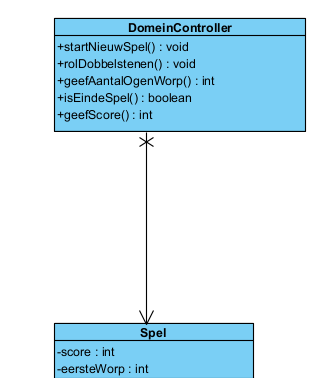 DomeinController
+startNieuwSpel() : void
+rolDobbelstenen() : void
+geefAantalOgenWorp() : int
+isEindeSpel() : boolean
+geefScore() : int
Spel
-score : int
-eersteWorp : int